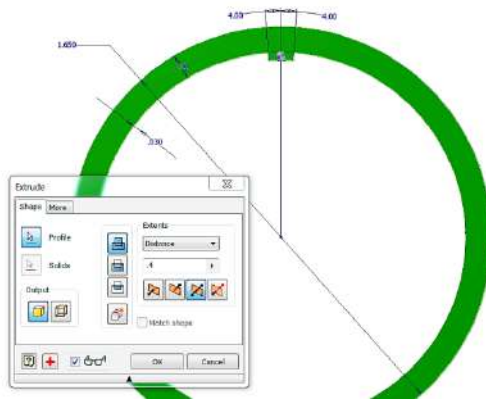 4.00
4.00
1.650
.030
Extrude
Shape
More
Profile
Solids
Output
Extents
Distance
.4
Match shape
OK
Cancel